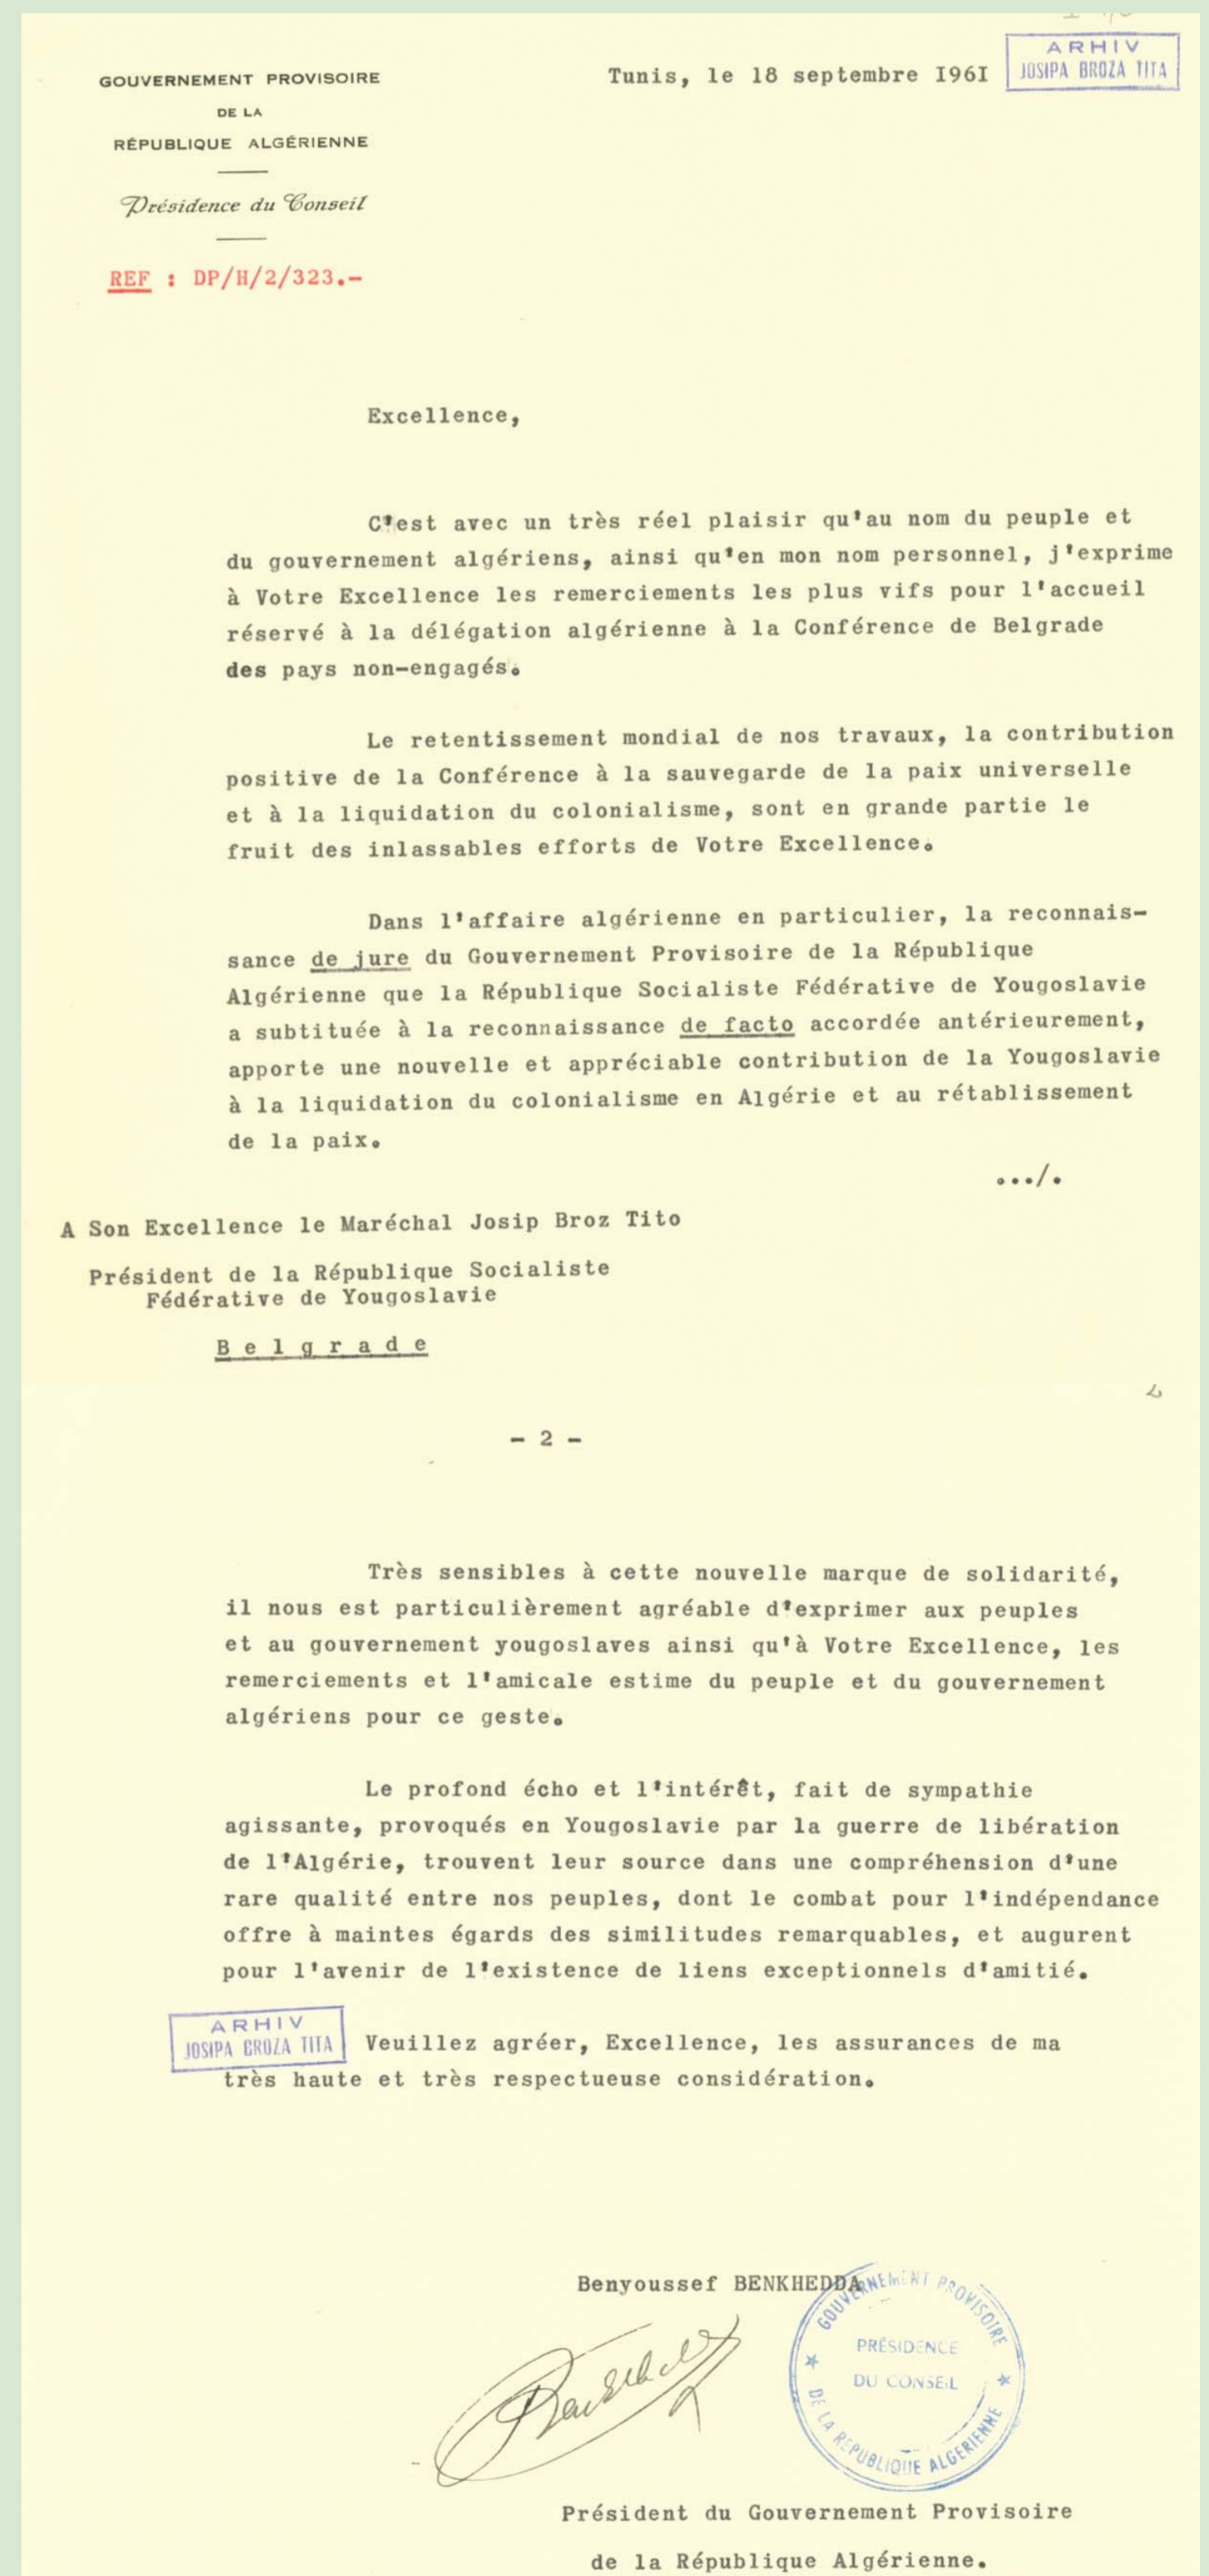 GOUVERNEMENT PROVISOIRE
DE LA
RÉPUBLIQUE ALGÉRIENNE
Présidence du Conseil
REF : DP/H/2/323.-
Tunis, le 18 septembre I96I
ARHIV
JOSIPA BROZA TITA
Excellence,
C'est avec un très réel plaisir qu'au nom du peuple et
du gouvernement algériens, ainsi qu'en mon nom personnel, j'exprime
à Votre Excellence les remerciements les plus vifs pour l'accueil
réservé à la délégation algérienne à la Conférence de Belgrade
des pays non-engagés.
Le retentissement mondial de nos travaux, la contribution
positive de la Conférence à la sauvegarde de la paix universelle
et à la liquidation du colonialisme, sont en grande partie le
fruit des inlassables efforts de Votre Excellence.
Dans l'affaire algérienne en particulier, la reconnais-
sance de jure du Gouvernement Provisoire de la République
Algérienne que la République Socialiste Fédérative de Yougoslavie
a subtituée à la reconnaissance de facto accordée antérieurement,
apporte une nouvelle et appréciable contribution de la Yougoslavie
à la liquidation du colonialisme en Algérie et au rétablissement
de la paix.
.../.
A Son Excellence le Maréchal Josip Broz Tito
Président de la République Socialiste
Fédérative de Yougoslavie
B e l g r a d e
- 2 -
Très sensibles à cette nouvelle marque de solidarité,
il nous est particulièrement agréable d'exprimer aux peuples
et au gouvernement yougoslaves ainsi qu'à Votre Excellence, les
remerciements et l'amicale estime du peuple et du gouvernement
algériens pour ce geste.
Le profond écho et l'intérêt, fait de sympathie
agissante, provoqués en Yougoslavie par la guerre de libération
de l'Algérie, trouvent leur source dans une compréhension d'une
rare qualité entre nos peuples, dont le combat pour l'indépendance
offre à maintes égards des similitudes remarquables, et augurent
pour l'avenir de l'existence de liens exceptionnels d'amitié.
ARHIV
JOSIPA BROZA TITA
Veuillez agréer, Excellence, les assurances de ma
très haute et très respectueuse considération.
Benyoussef BENKHEDDA
GOUVERNEMENT PROVISOIRE
PRÉSIDENCE
DU CONSEIL
DE LA REPUBLIQUE ALGERIENNE
Président du Gouvernement Provisoire
de la République Algérienne.